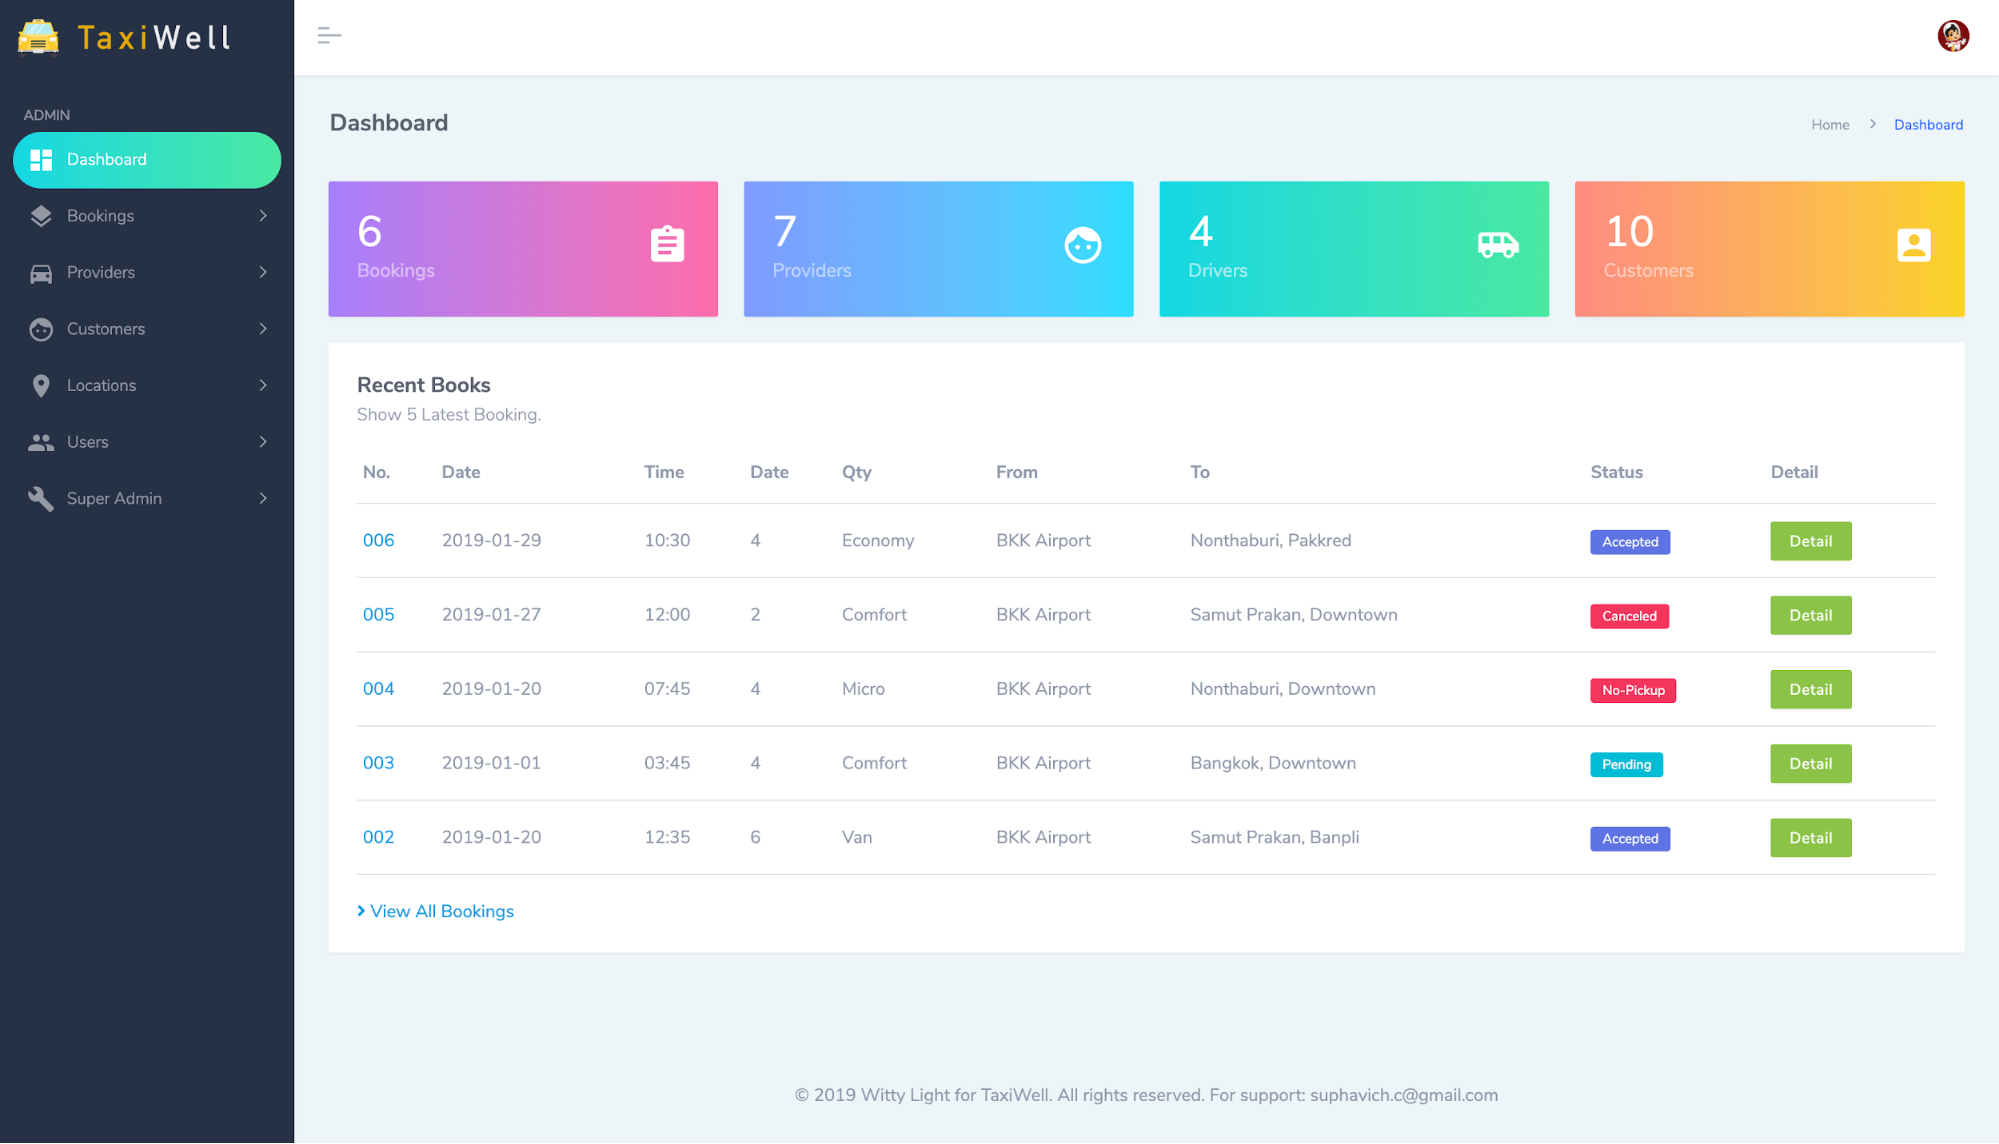 TaxiWell
ADMIN
Dashboard
Bookings
Providers
Customers
Locations
Users
Super Admin
Dashboard
Home > Dashboard
6
Bookings
7
Providers
4
Drivers
10
Customers
Recent Books
Show 5 Latest Booking.
No. Date Time Date Qty From To Status Detail
006 2019-01-29 10:30 4 Economy BKK Airport Nonthaburi, Pakkred Accepted Detail
005 2019-01-27 12:00 2 Comfort BKK Airport Samut Prakan, Downtown Canceled Detail
004 2019-01-20 07:45 4 Micro BKK Airport Nonthaburi, Downtown No-Pickup Detail
003 2019-01-01 03:45 4 Comfort BKK Airport Bangkok, Downtown Pending Detail
002 2019-01-20 12:35 6 Van BKK Airport Samut Prakan, Banpli Accepted Detail
View All Bookings
© 2019 Witty Light for TaxiWell. All rights reserved. For support: suphavich.c@gmail.com